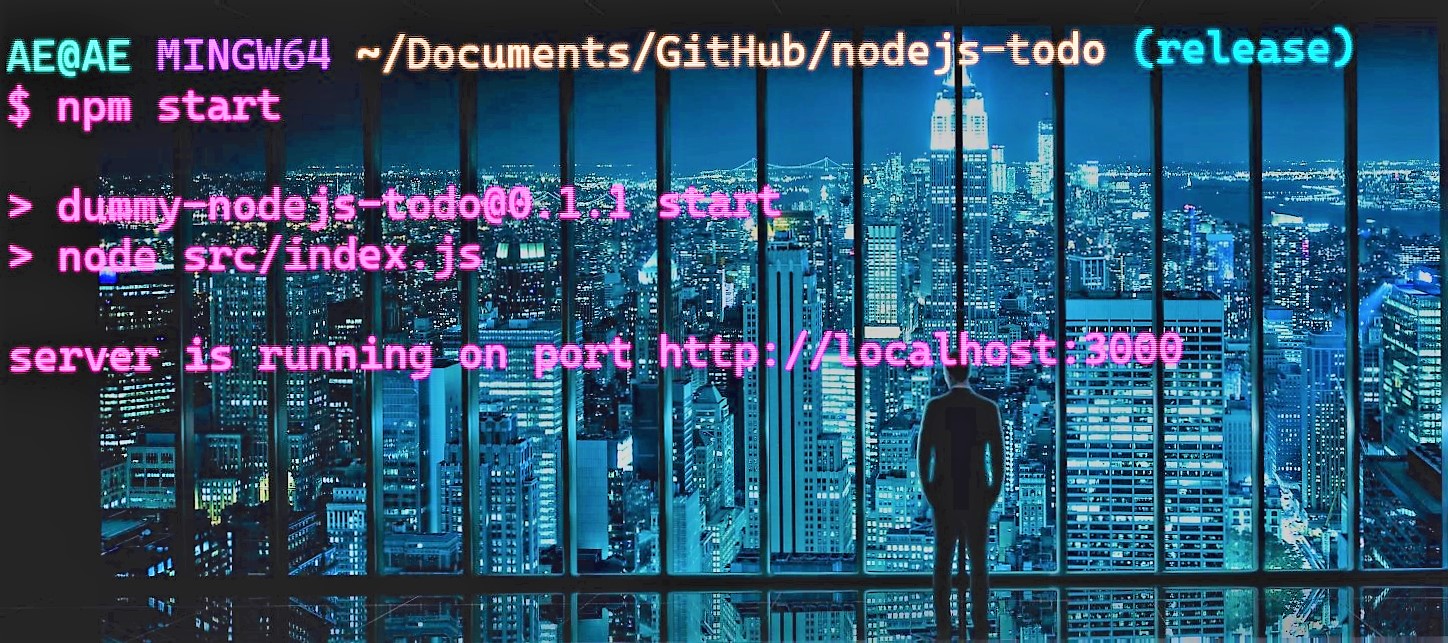 AE@AE MINGW64 ~/Documents/GitHub/nodejs-todo (release)
$ npm start
> dummy-nodejs-todo@0.1.1 start
> node src/index.js
server is running on port http://localhost:3000